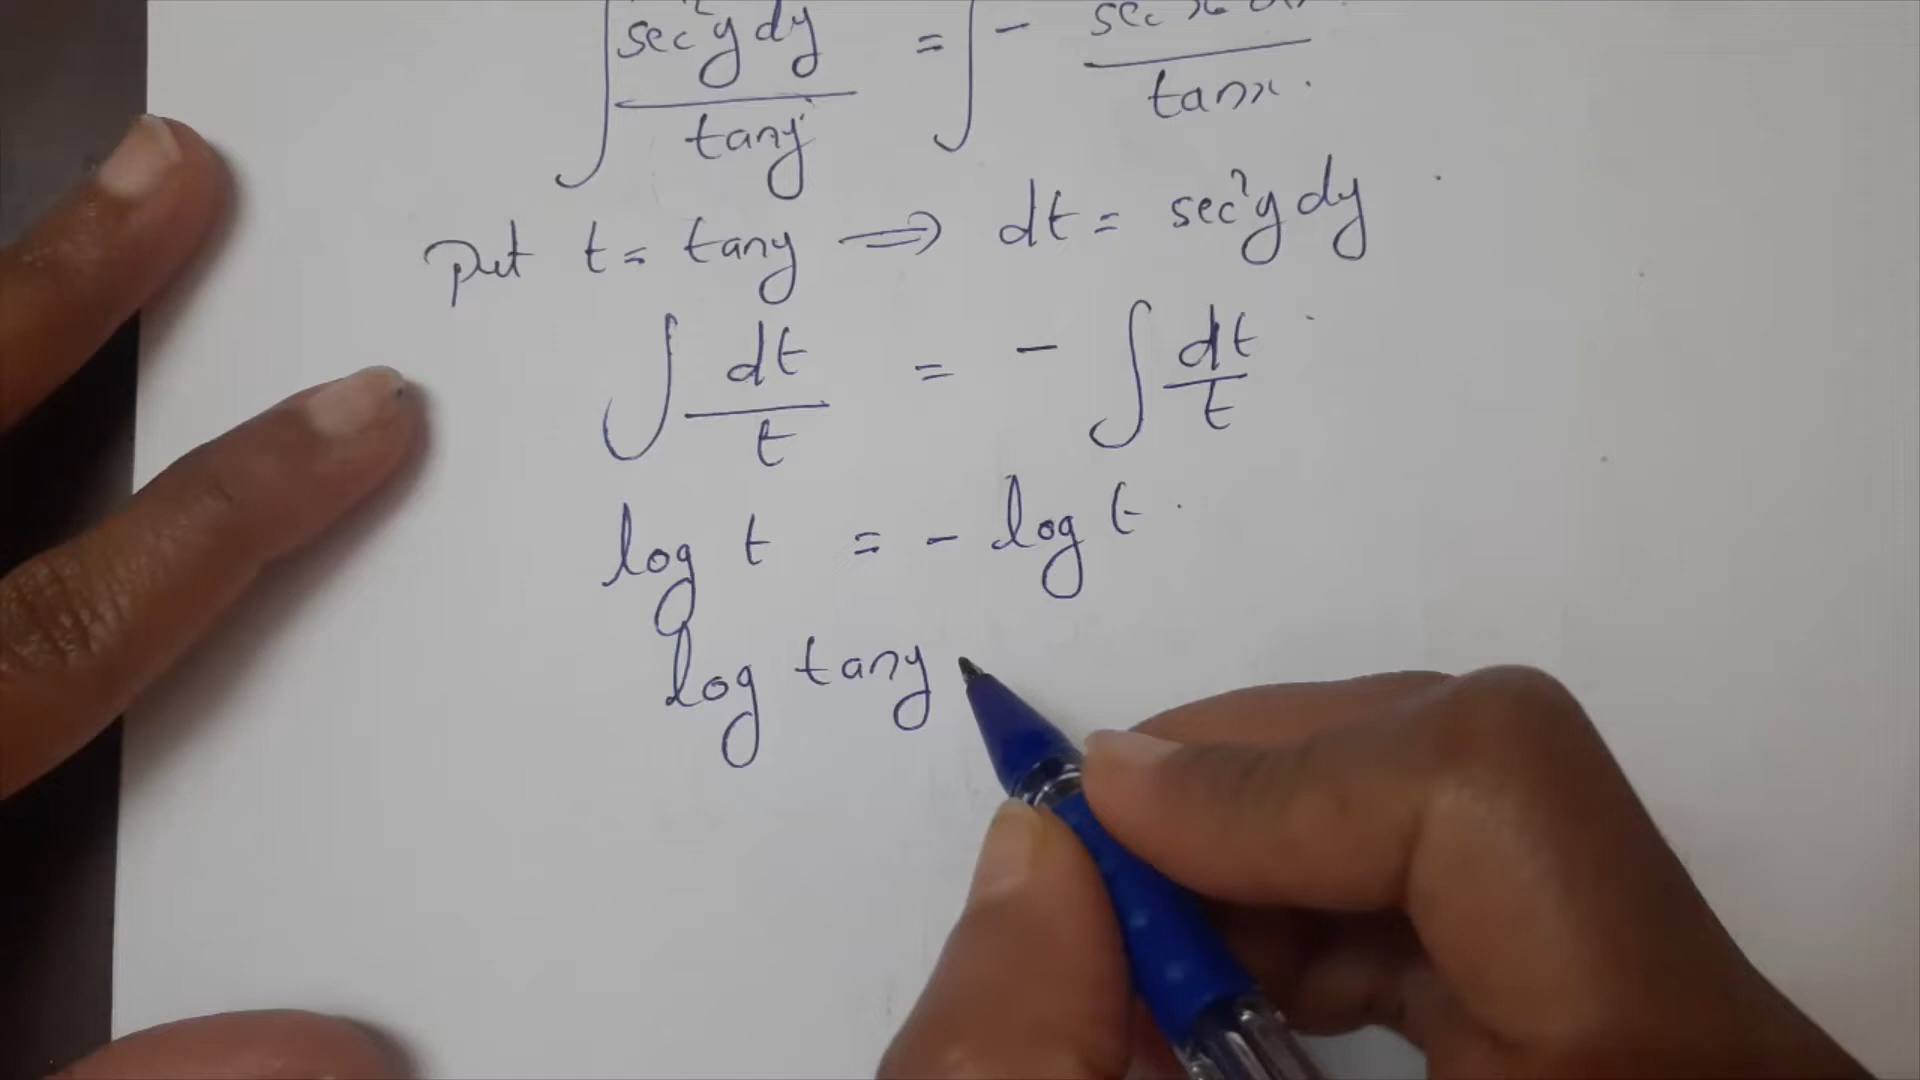 ∫ sec²y dy / tany = ∫ - sec²x dx / tanx.
put t = tany ⟹ dt = sec²y dy
∫ dt / t = - ∫ dt / t
log t = - log t.
log tany